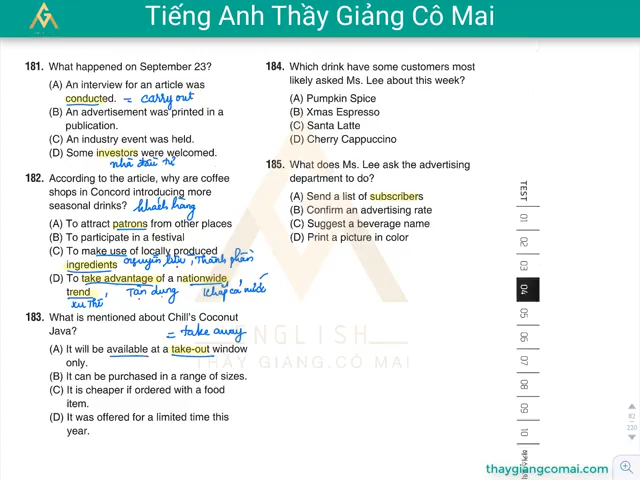 Tiếng Anh Thầy Giảng Cô Mai
181. What happened on September 23?
(A) An interview for an article was
conducted. = carry out
(B) An advertisement was printed in a
publication.
(C) An industry event was held.
(D) Some investors were welcomed.
nhà đầu tư
182. According to the article, why are coffee
shops in Concord introducing more
seasonal drinks? khách hàng
(A) To attract patrons from other places
(B) To participate in a festival
(C) To make use of locally produced
ingredients nguyên liệu, thành phần
(D) To take advantage of a nationwide
trend Tận dụng khắp cả nước
xu thế
183. What is mentioned about Chill's Coconut
Java? = take away
(A) It will be available at a take-out window
only.
(B) It can be purchased in a range of sizes.
(C) It is cheaper if ordered with a food
item.
(D) It was offered for a limited time this
year.
184. Which drink have some customers most
likely asked Ms. Lee about this week?
(A) Pumpkin Spice
(B) Xmas Espresso
(C) Santa Latte
(D) Cherry Cappuccino
185. What does Ms. Lee ask the advertising
department to do?
(A) Send a list of subscribers
(B) Confirm an advertising rate
(C) Suggest a beverage name
(D) Print a picture in color
TEST
01
02
03
04
05
06
07
08
09
10
82
220
ENGLISH
THẦY GIẢNG.CÔ MAI
thaygiangcomai.com